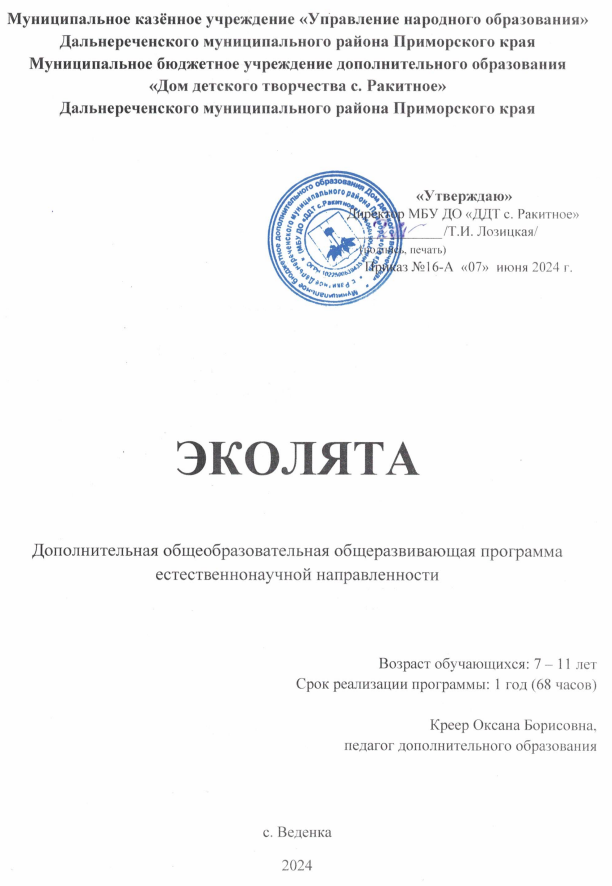 Муниципальное казённое учреждение «Управление народного образования»
Дальнереченского муниципального района Приморского края
Муниципальное бюджетное учреждение дополнительного образования
«Дом детского творчества с. Ракитное»
Дальнереченского муниципального района Приморского края
«Утверждаю»
Директор МБУ ДО «ДДТ с. Ракитное»
/Т.И. Лозицкая/
(подпись, печать)
Приказ №16-А «07» июня 2024 г.
ЭКОЛЯТА
Дополнительная общеобразовательная общеразвивающая программа
естественнонаучной направленности
Возраст обучающихся: 7 – 11 лет
Срок реализации программы: 1 год (68 часов)
Креер Оксана Борисовна,
педагог дополнительного образования
с. Веденка
2024